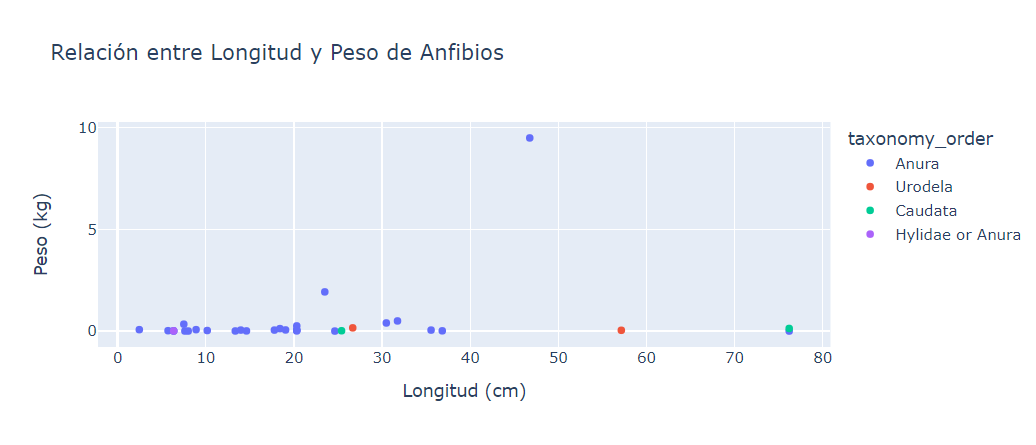 Relación entre Longitud y Peso de Anfibios
10
5
0
Peso (kg)
0 10 20 30 40 50 60 70 80
Longitud (cm)
taxonomy_order
Anura
Urodela
Caudata
Hylidae or Anura